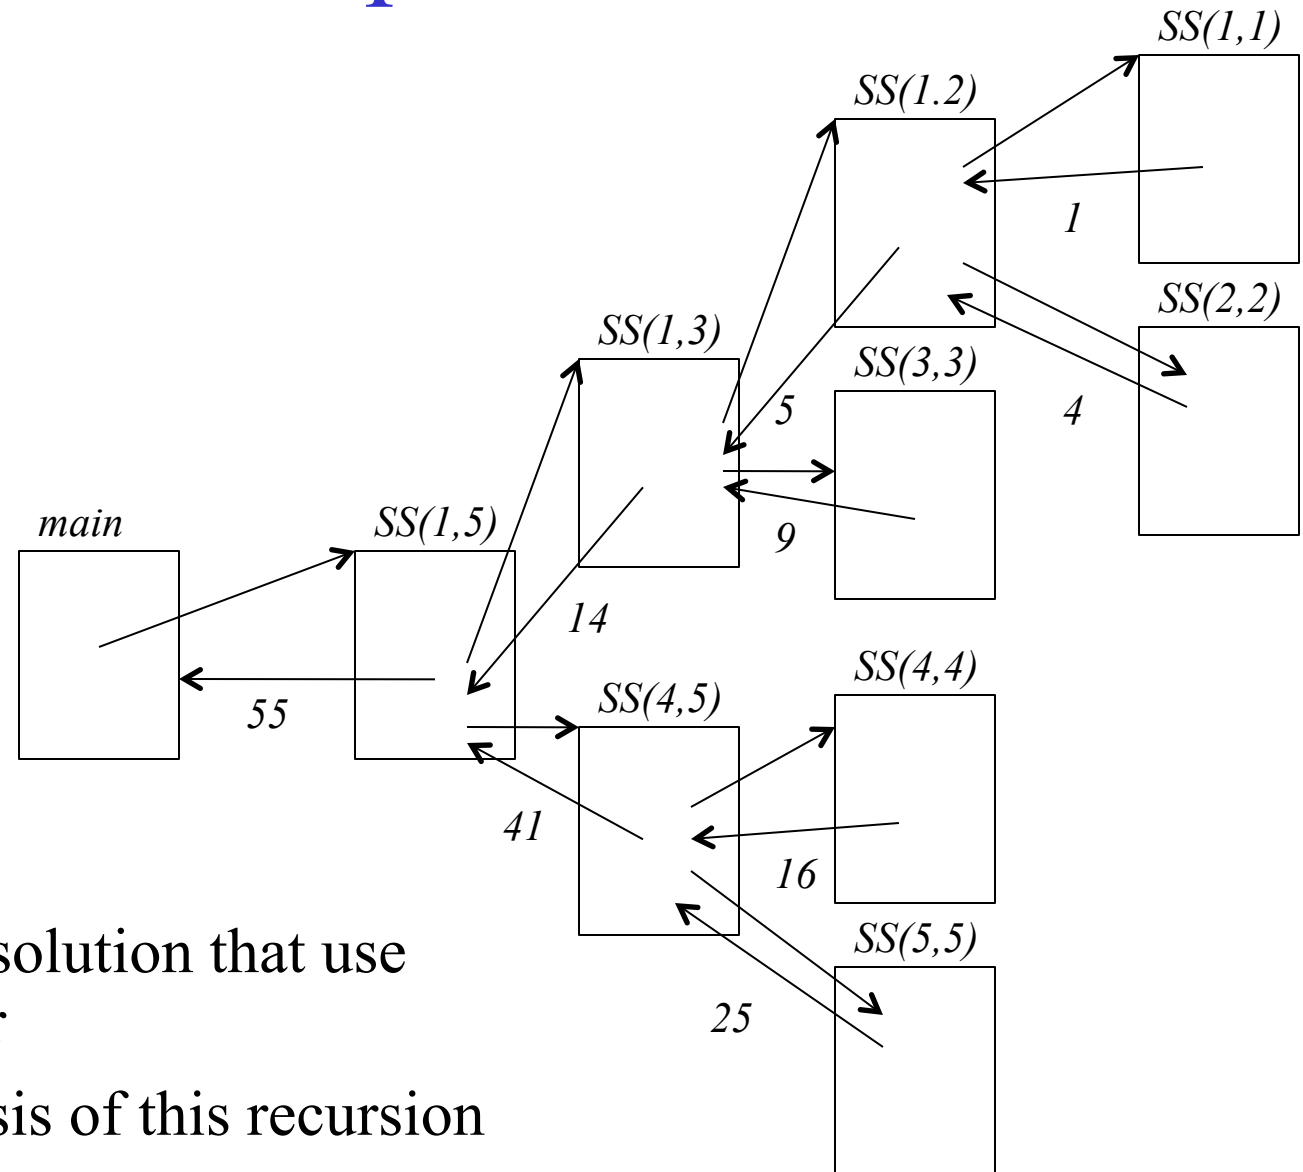 SS(1,1)
SS(1.2)
1
SS(2,2)
SS(1,3)
SS(3,3)
5
4
main
SS(1,5)
9
14
SS(4,4)
SS(4,5)
55
41
16
solution that use
SS(5,5)
25
sis of this recursion